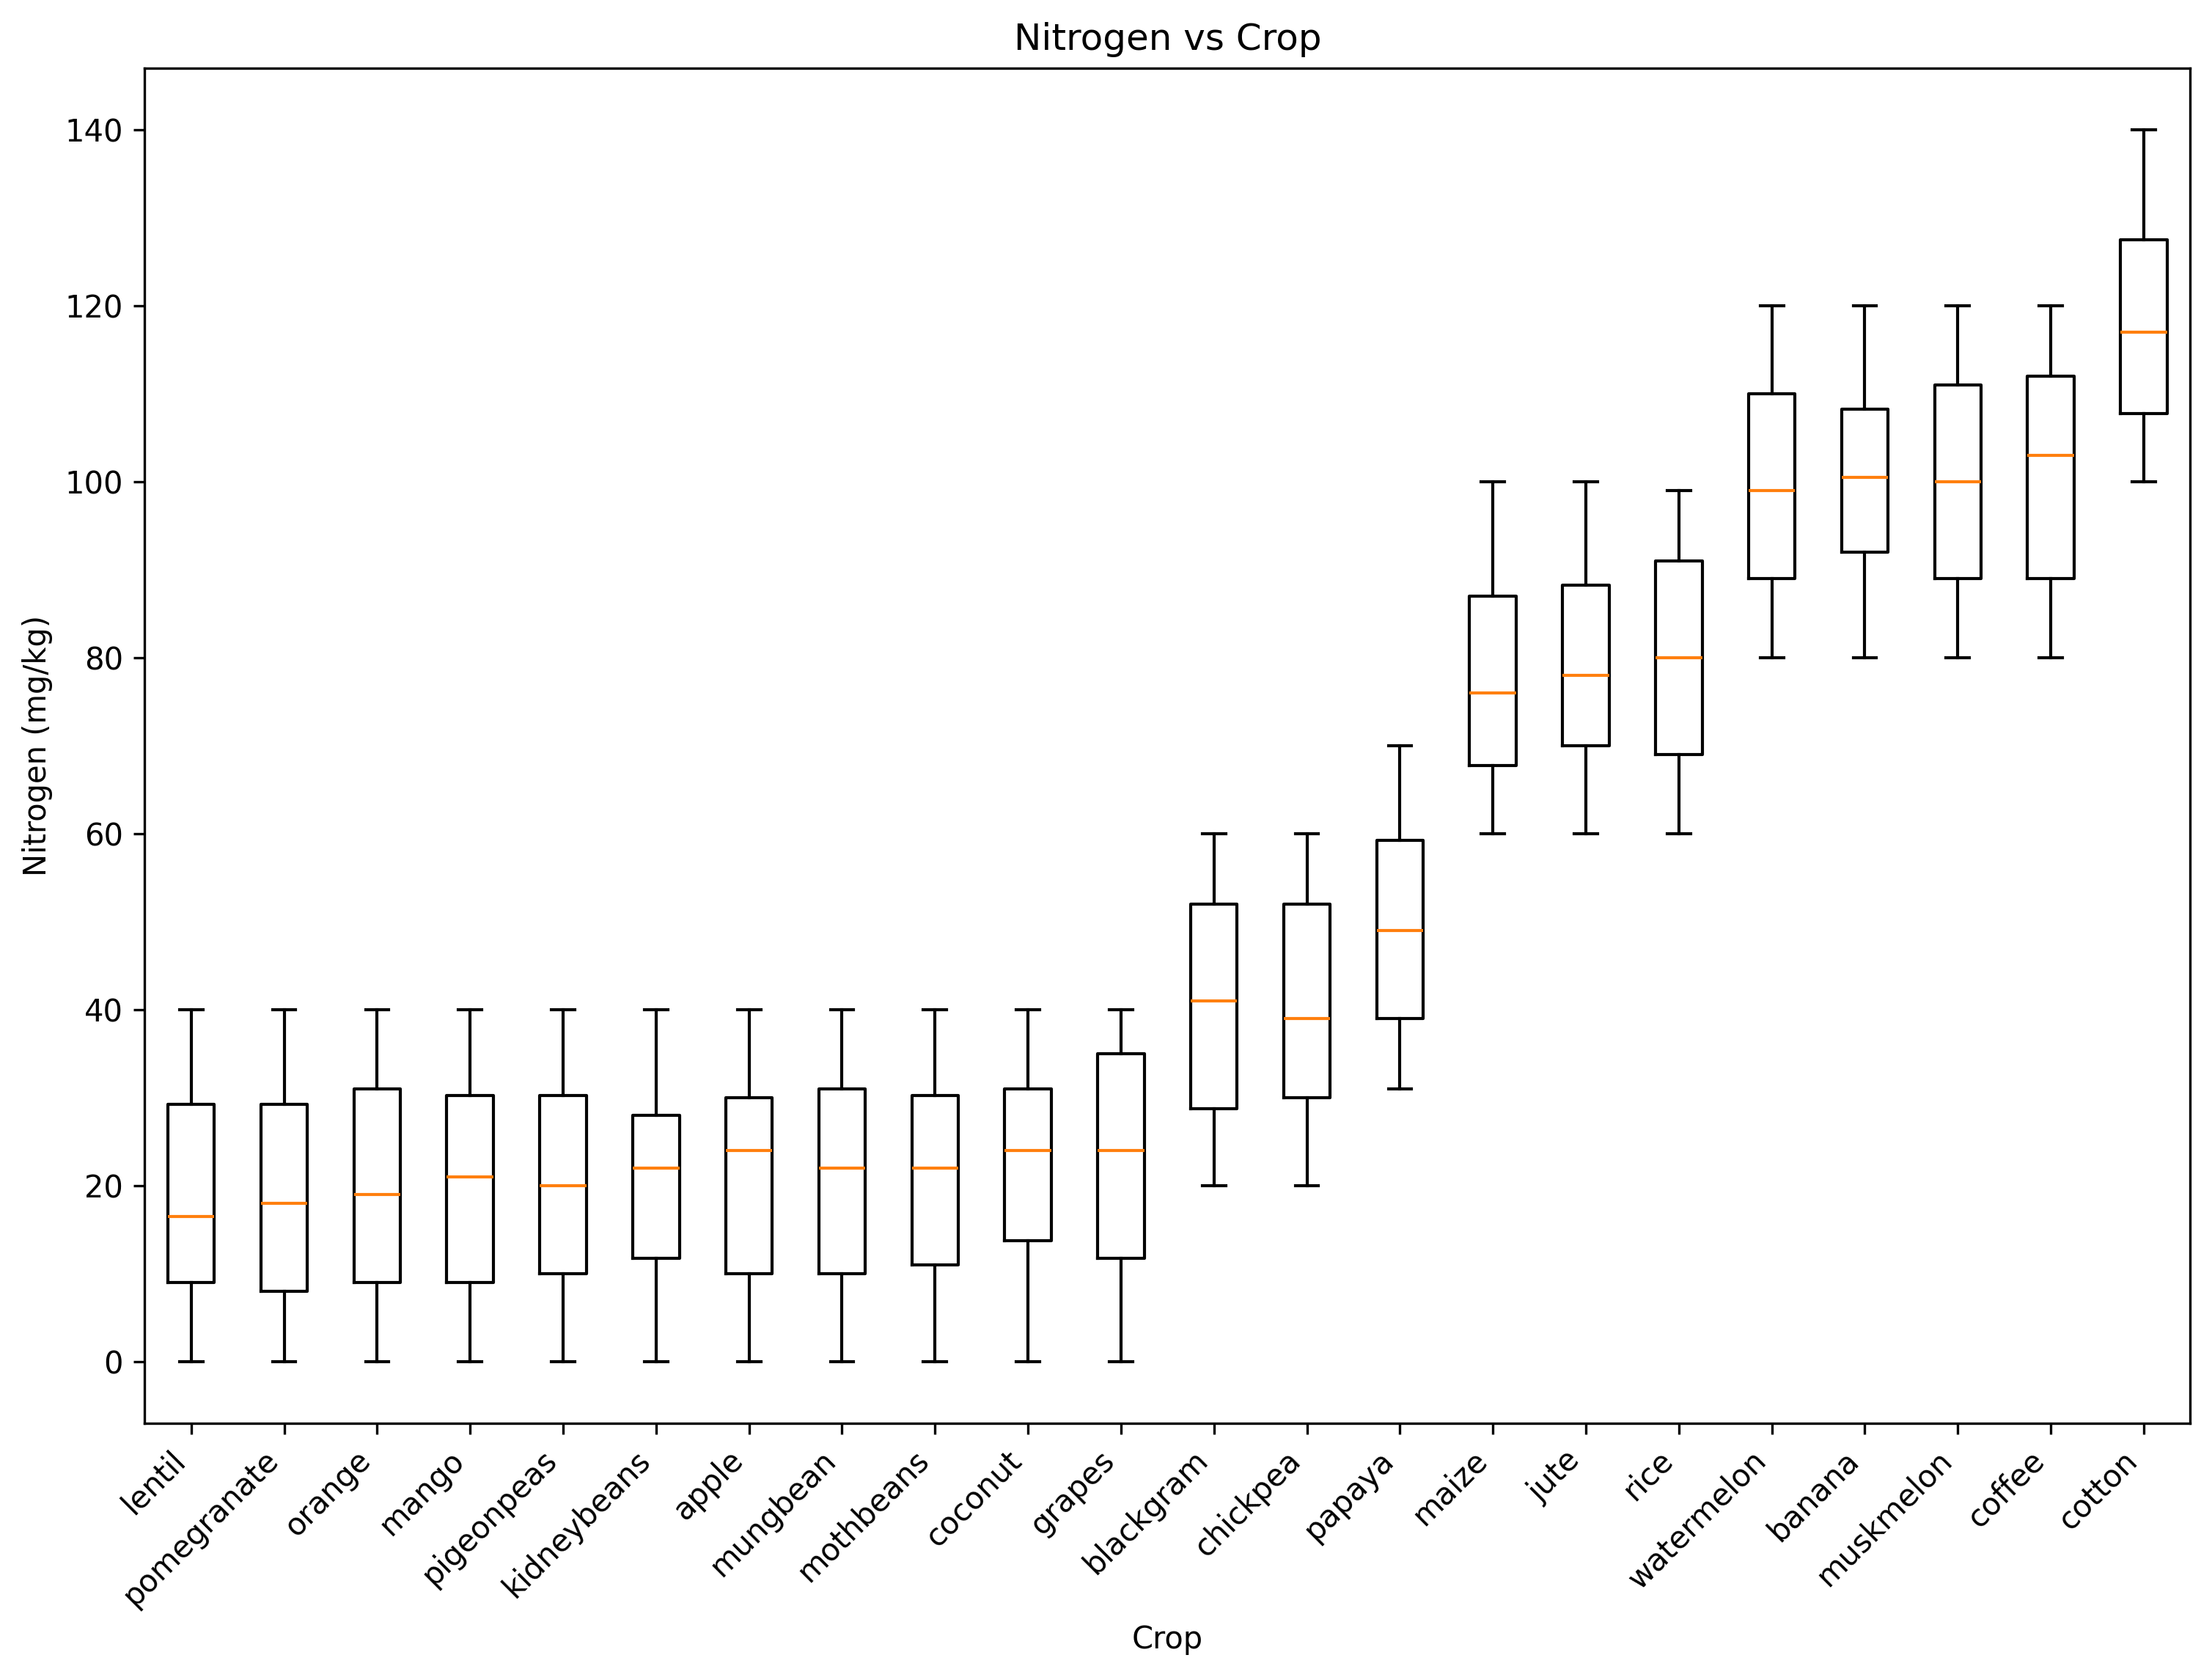 Nitrogen vs Crop
Nitrogen (mg/kg)
140
120
100
80
60
40
20
0
lentil
pomegranate
orange
mango
pigeonpeas
kidneybeans
apple
mungbean
mothbeans
coconut
grapes
blackgram
chickpea
papaya
maize
jute
rice
watermelon
banana
muskmelon
coffee
cotton
Crop